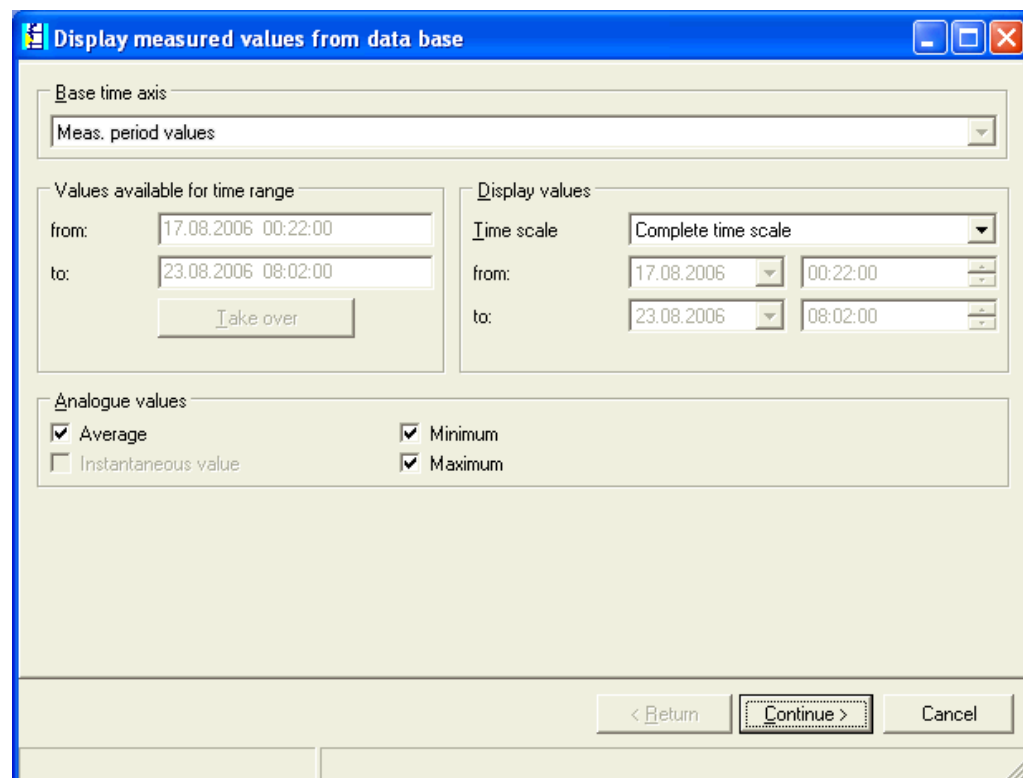 Display measured values from data base
Base time axis
Meas. period values
Values available for time range
from: 17.08.2006 00:22:00
to: 23.08.2006 08:02:00
Take over
Display values
Time scale Complete time scale
from: 17.08.2006 00:22:00
to: 23.08.2006 08:02:00
Analogue values
Average Minimum
Instantaneous value Maximum
< Return Continue > Cancel